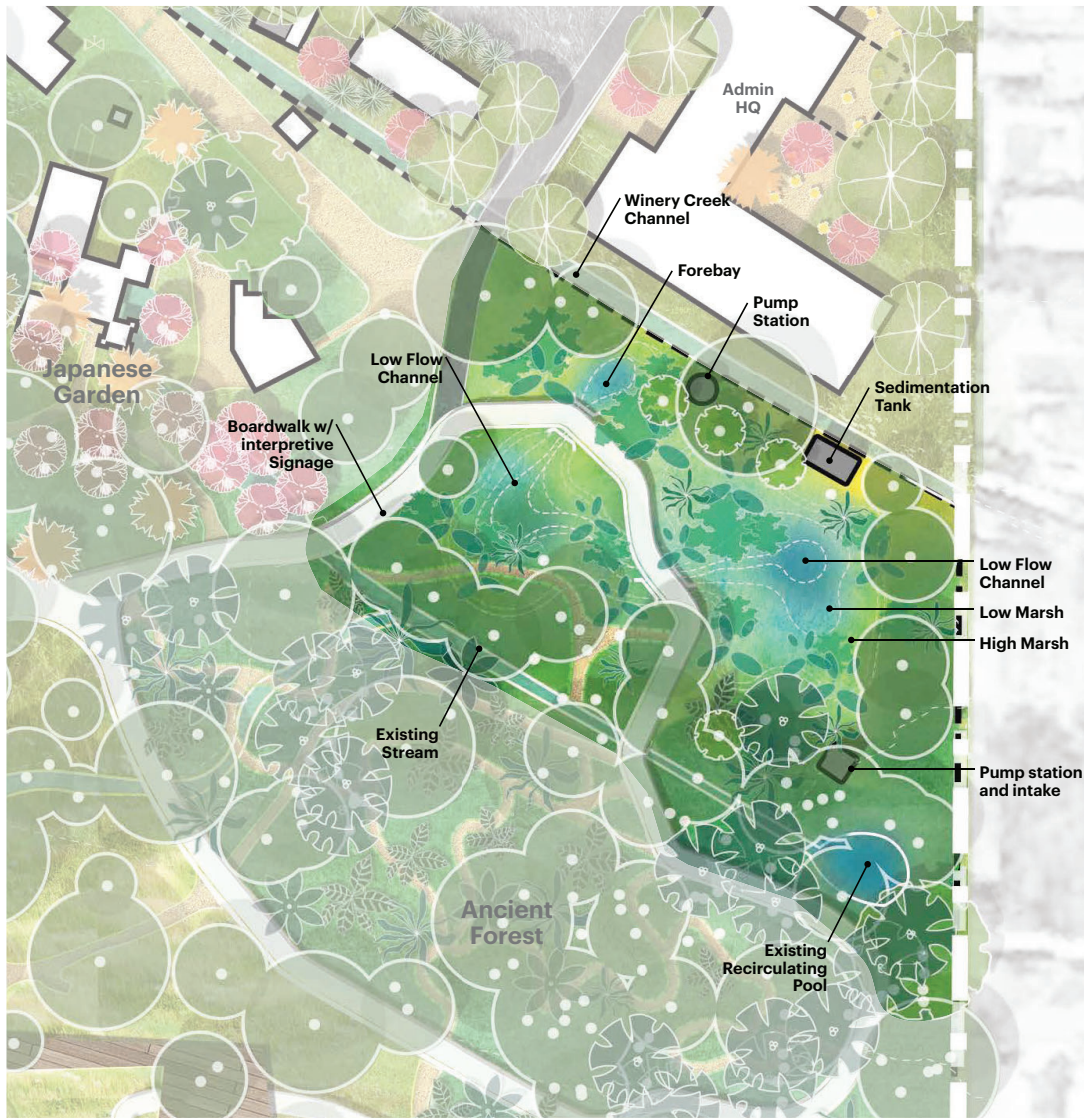 Admin
HQ
Winery Creek
Channel
Forebay
Pump
Station
Low Flow
Channel
Japanese
Garden
Sedimentation
Tank
Boardwalk w/
interpretive
Signage
Low Flow
Channel
Low Marsh
High Marsh
Existing
Stream
Pump station
and intake
Ancient
Forest
Existing
Recirculating
Pool